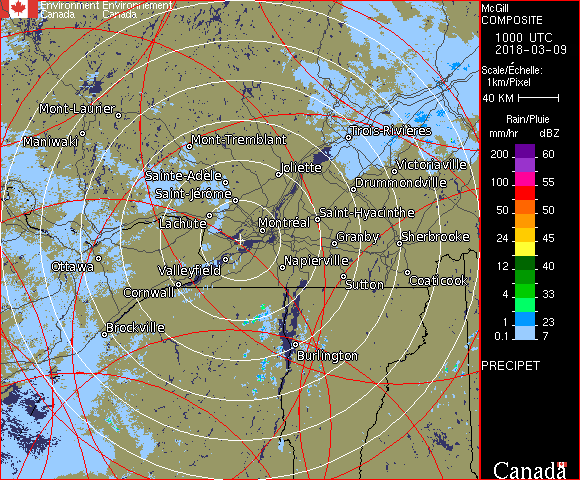 Environment Environnement
Canada Canada
McGill
COMPOSITE
1000 UTC
2018-03-09
Scale/Échelle:
1km/Pixel
40 KM
Rain/Pluie
mm/hr dBZ
200 60
150 57
100 55
50 50
24 45
12 40
4 33
1 23
0.1 7
PRECIPET
Canada
Mont-Laurier
Maniwaki
Mont-Tremblant
Trois-Rivières
Joliette
Victoriaville
Sainte-Adèle
Drummondville
Saint-Jérôme
Saint-Hyacinthe
Lachute
Montréal
Granby
Sherbrooke
Ottawa
Valleyfield
Napierville
Cornwall
Sutton
Coaticook
Brockville
Burlington